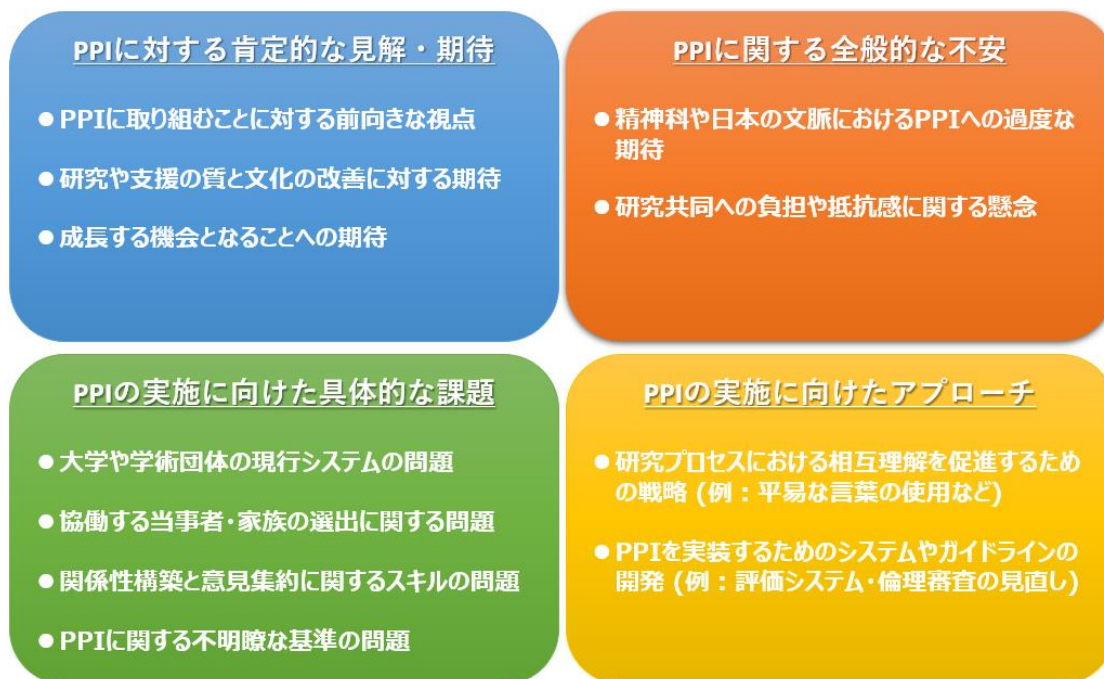 PPIに対する肯定的な見解・期待
● PPIに取り組むことに対する前向きな視点
● 研究や支援の質と文化の改善に対する期待
● 成長する機会となることへの期待
PPIに関する全般的な不安
● 精神科や日本の文脈におけるPPIへの過度な
期待
● 研究共同への負担や抵抗感に関する懸念
PPIの実施に向けた具体的な課題
● 大学や学術団体の現行システムの問題
● 協働する当事者・家族の選出に関する問題
● 関係性構築と意見集約に関するスキルの問題
● PPIに関する不明瞭な基準の問題
PPIの実施に向けたアプローチ
● 研究プロセスにおける相互理解を促進するため
の戦略 (例：平易な言葉の使用など)
● PPIを実装するためのシステムやガイドラインの
開発 (例：評価システム・倫理審査の見直し)